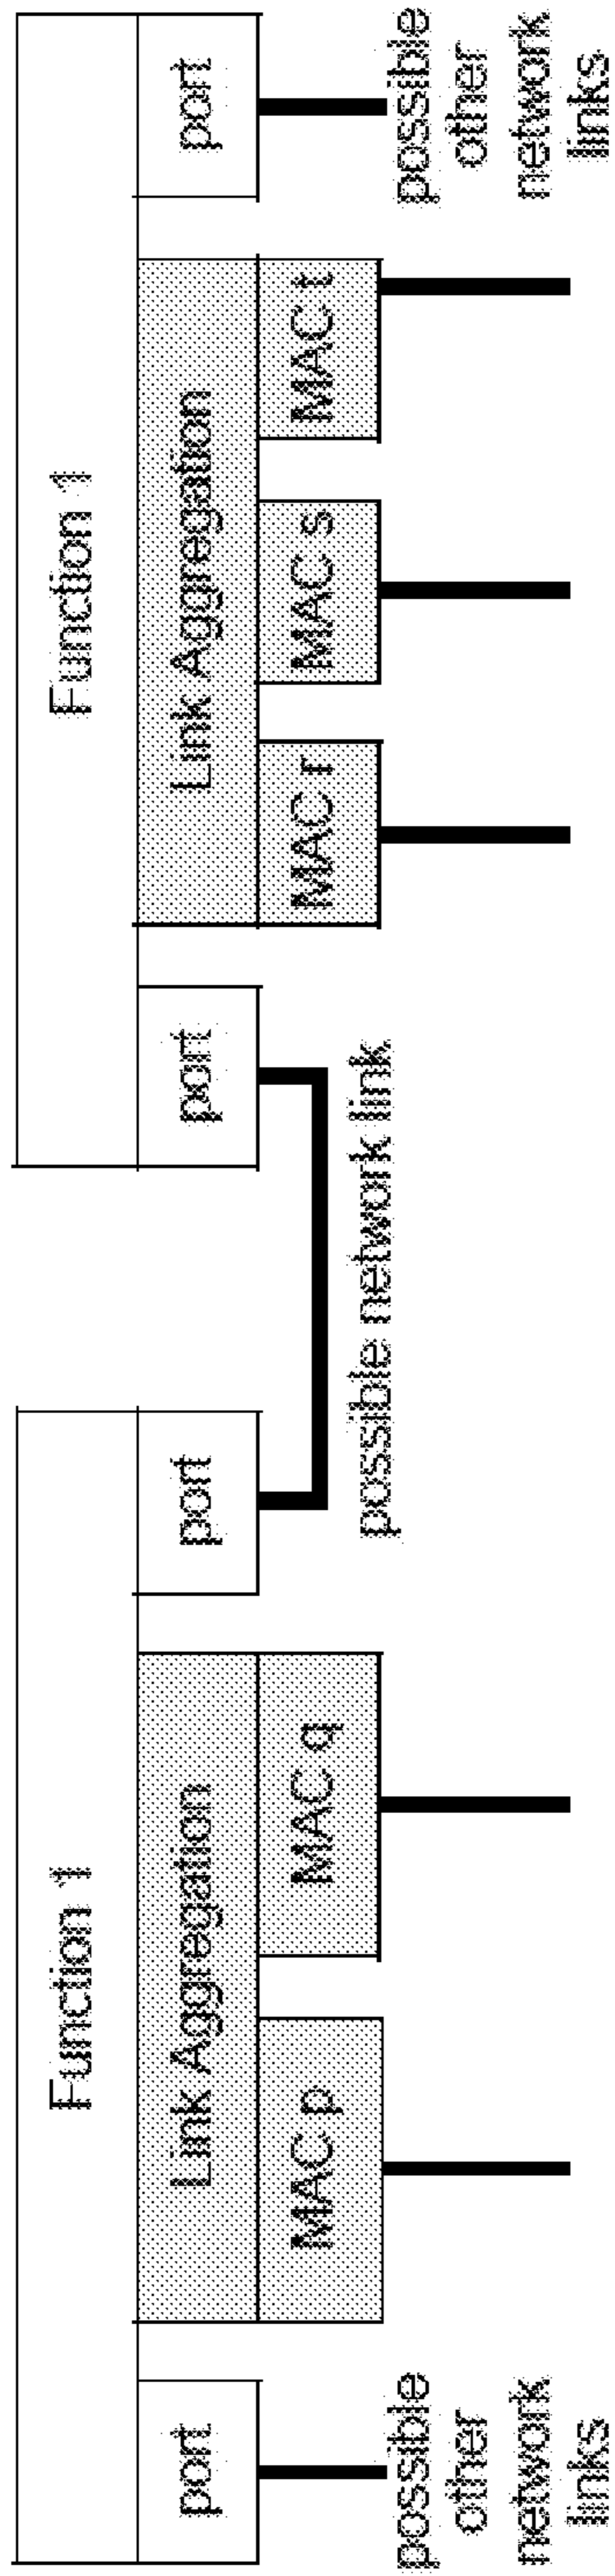 Function 1
Function 1
port
Link Aggregation
port
port
Link Aggregation
port
MAC p
MAC q
MAC r
MAC s
MAC t
possible network link
possible
other
network
links
possible
other
network
links